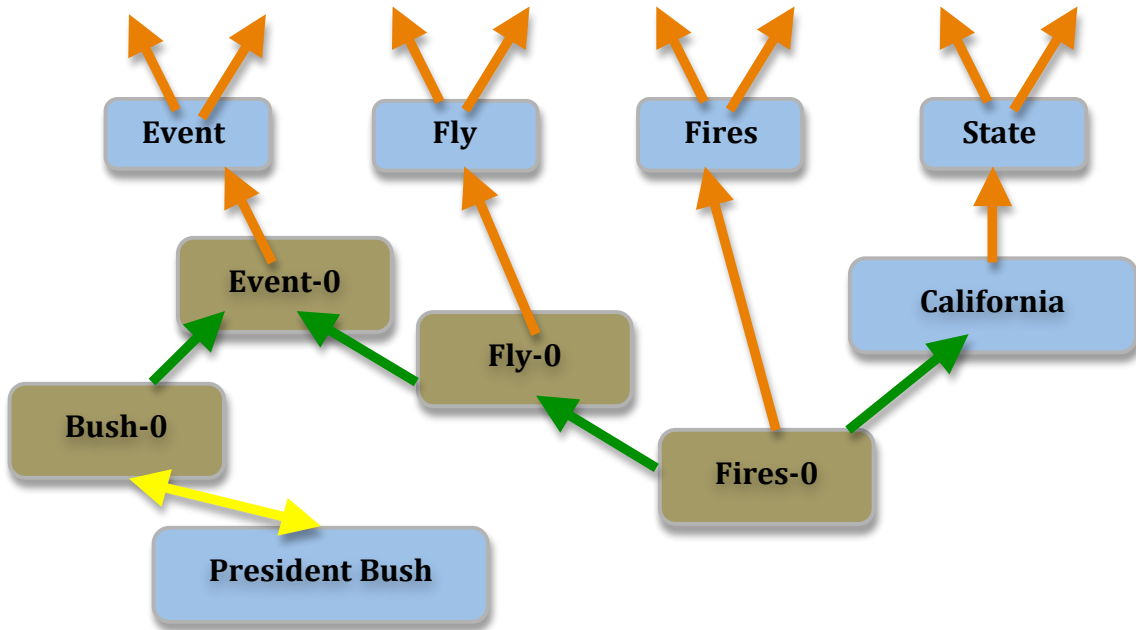 Event
Fly
Fires
State
Event-0
California
Fly-0
Bush-0
Fires-0
President Bush